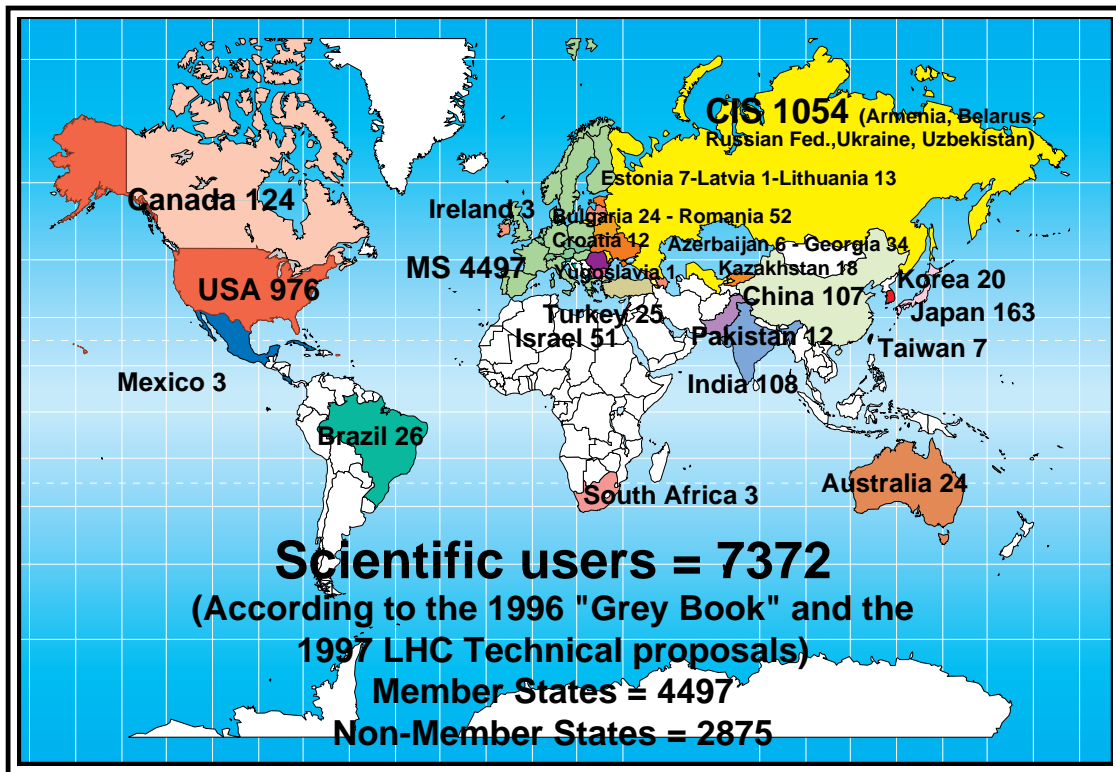 CIS 1054 (Armenia, Belarus,
Russian Fed.,Ukraine, Uzbekistan)
Estonia 7-Latvia 1-Lithuania 13
Canada 124
Ireland 3
Bulgaria 24 - Romania 52
Croatia 12
Azerbaijan 6 - Georgia 34
MS 4497
Yugoslavia 1
Kazakhstan 18
USA 976
China 107
Korea 20
Japan 163
Turkey 25
Israel 51
Pakistan 12
Taiwan 7
Mexico 3
India 108
Brazil 26
South Africa 3
Australia 24
Scientific users = 7372
(According to the 1996 "Grey Book" and the
1997 LHC Technical proposals)
Member States = 4497
Non-Member States = 2875